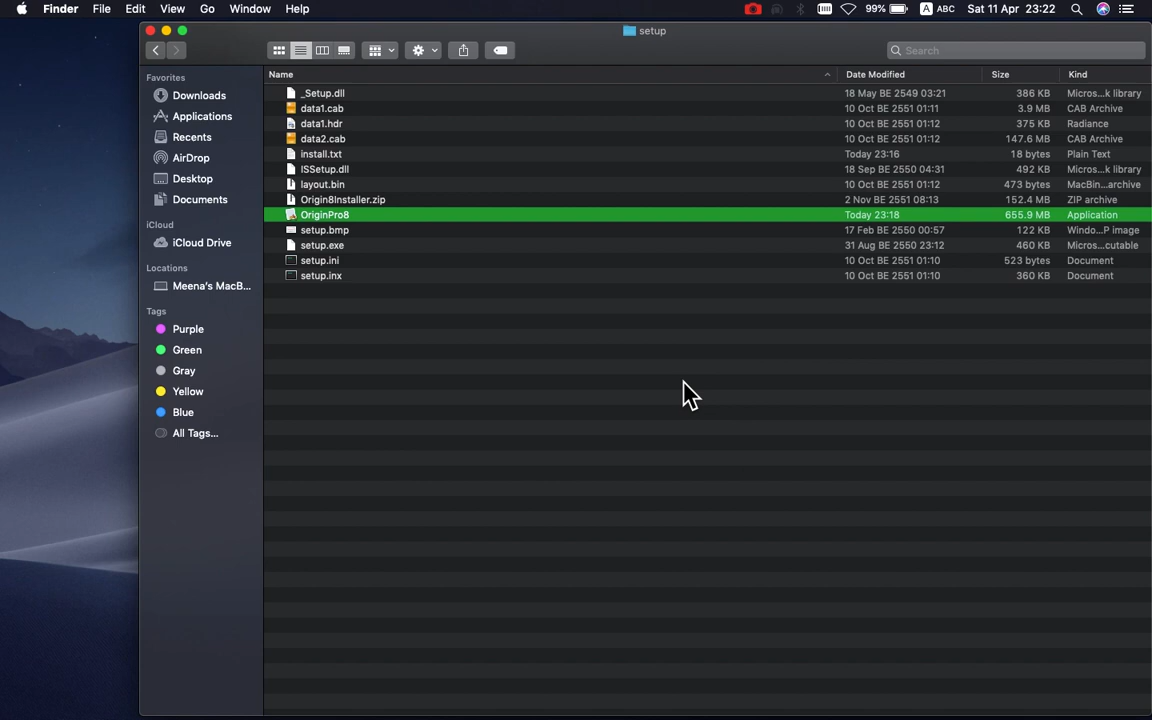 Finder File Edit View Go Window Help 99% A ABC Sat 11 Apr 23:22
setup
Search
Favorites
Downloads
Applications
Recents
AirDrop
Desktop
Documents
iCloud
iCloud Drive
Locations
Meena's MacB...
Tags
Purple
Green
Gray
Yellow
Blue
All Tags...
Name Date Modified Size Kind
_Setup.dll 18 May BE 2549 03:21 386 KB Micros...k library
data1.cab 10 Oct BE 2551 01:11 3.9 MB CAB Archive
data1.hdr 10 Oct BE 2551 01:12 375 KB Radiance
data2.cab 10 Oct BE 2551 01:12 147.6 MB CAB Archive
install.txt Today 23:16 18 bytes Plain Text
ISSetup.dll 18 Sep BE 2550 04:31 492 KB Micros...k library
layout.bin 10 Oct BE 2551 01:12 473 bytes MacBin...archive
Origin8Installer.zip 2 Nov BE 2551 08:13 152.4 MB ZIP archive
OriginPro8 Today 23:18 655.9 MB Application
setup.bmp 17 Feb BE 2550 00:57 122 KB Windo...P image
setup.exe 31 Aug BE 2550 23:12 460 KB Micros...cutable
setup.ini 10 Oct BE 2551 01:10 523 bytes Document
setup.inx 10 Oct BE 2551 01:10 360 KB Document